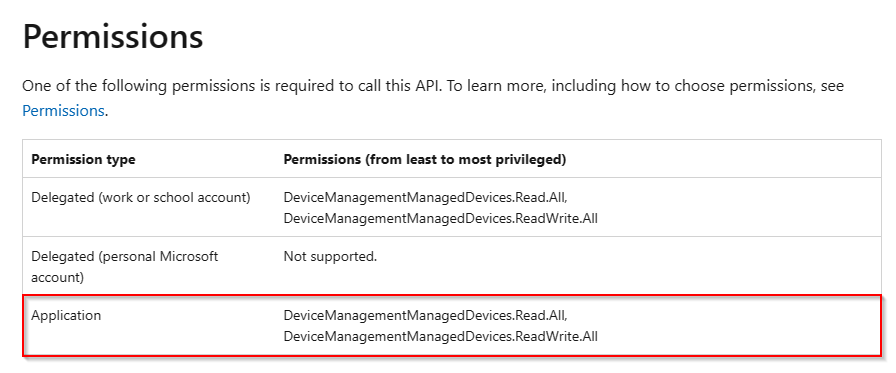 Permissions
One of the following permissions is required to call this API. To learn more, including how to choose permissions, see
Permissions.
Permission type Permissions (from least to most privileged)
Delegated (work or school account) DeviceManagementManagedDevices.Read.All,
DeviceManagementManagedDevices.ReadWrite.All
Delegated (personal Microsoft Not supported.
account)
Application DeviceManagementManagedDevices.Read.All,
DeviceManagementManagedDevices.ReadWrite.All